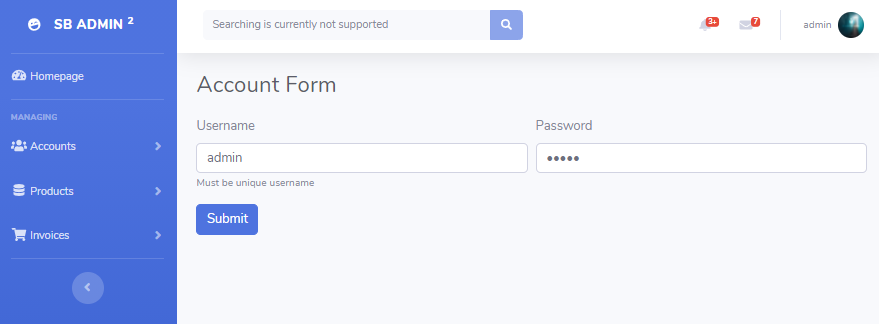 SB ADMIN 2
Searching is currently not supported
3+
7
admin
Homepage
MANAGING
Accounts
Products
Invoices
Account Form
Username
Password
admin
•••••
Must be unique username
Submit